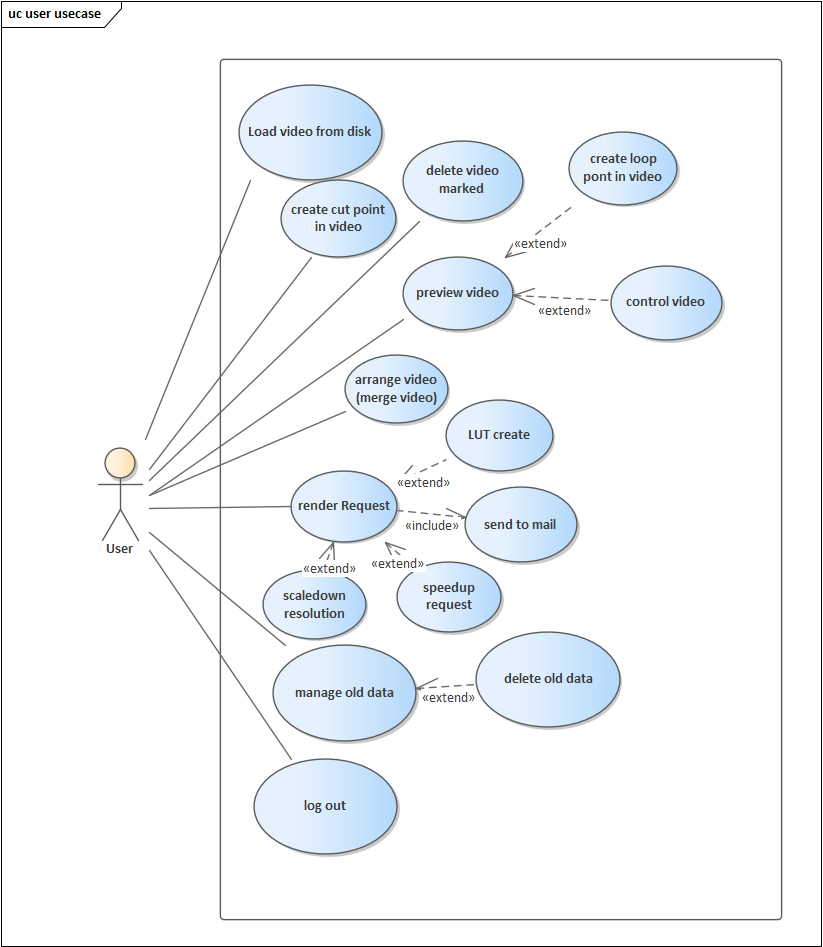 uc user usecase
Load video from disk
delete video
marked
create loop
pont in video
create cut point
in video
«extend»
preview video
control video
«extend»
arrange video
(merge video)
LUT create
«extend»
render Request
send to mail
«include»
User
«extend»
«extend»
scaledown
resolution
speedup
request
manage old data
delete old data
«extend»
log out